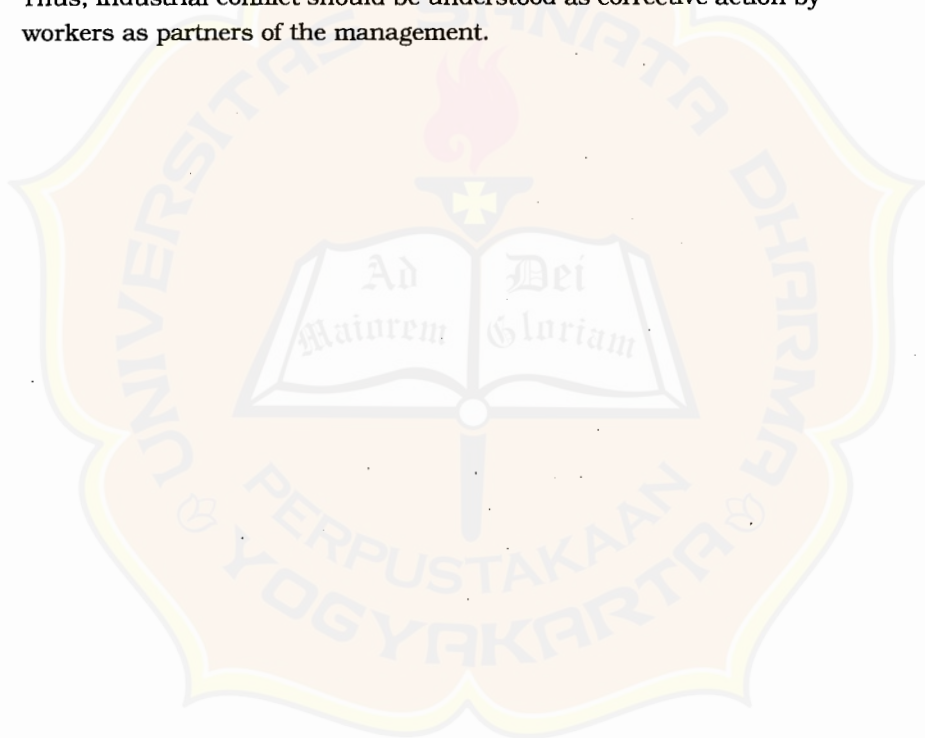 Thus, industrial conflict should be understood as corrective action by
workers as partners of the management.
UNIVERSITAS SANATA DHARMA
Ad Dei
Maiorem Gloriam
PERPUSTAKAAN
YOGYAKARTA